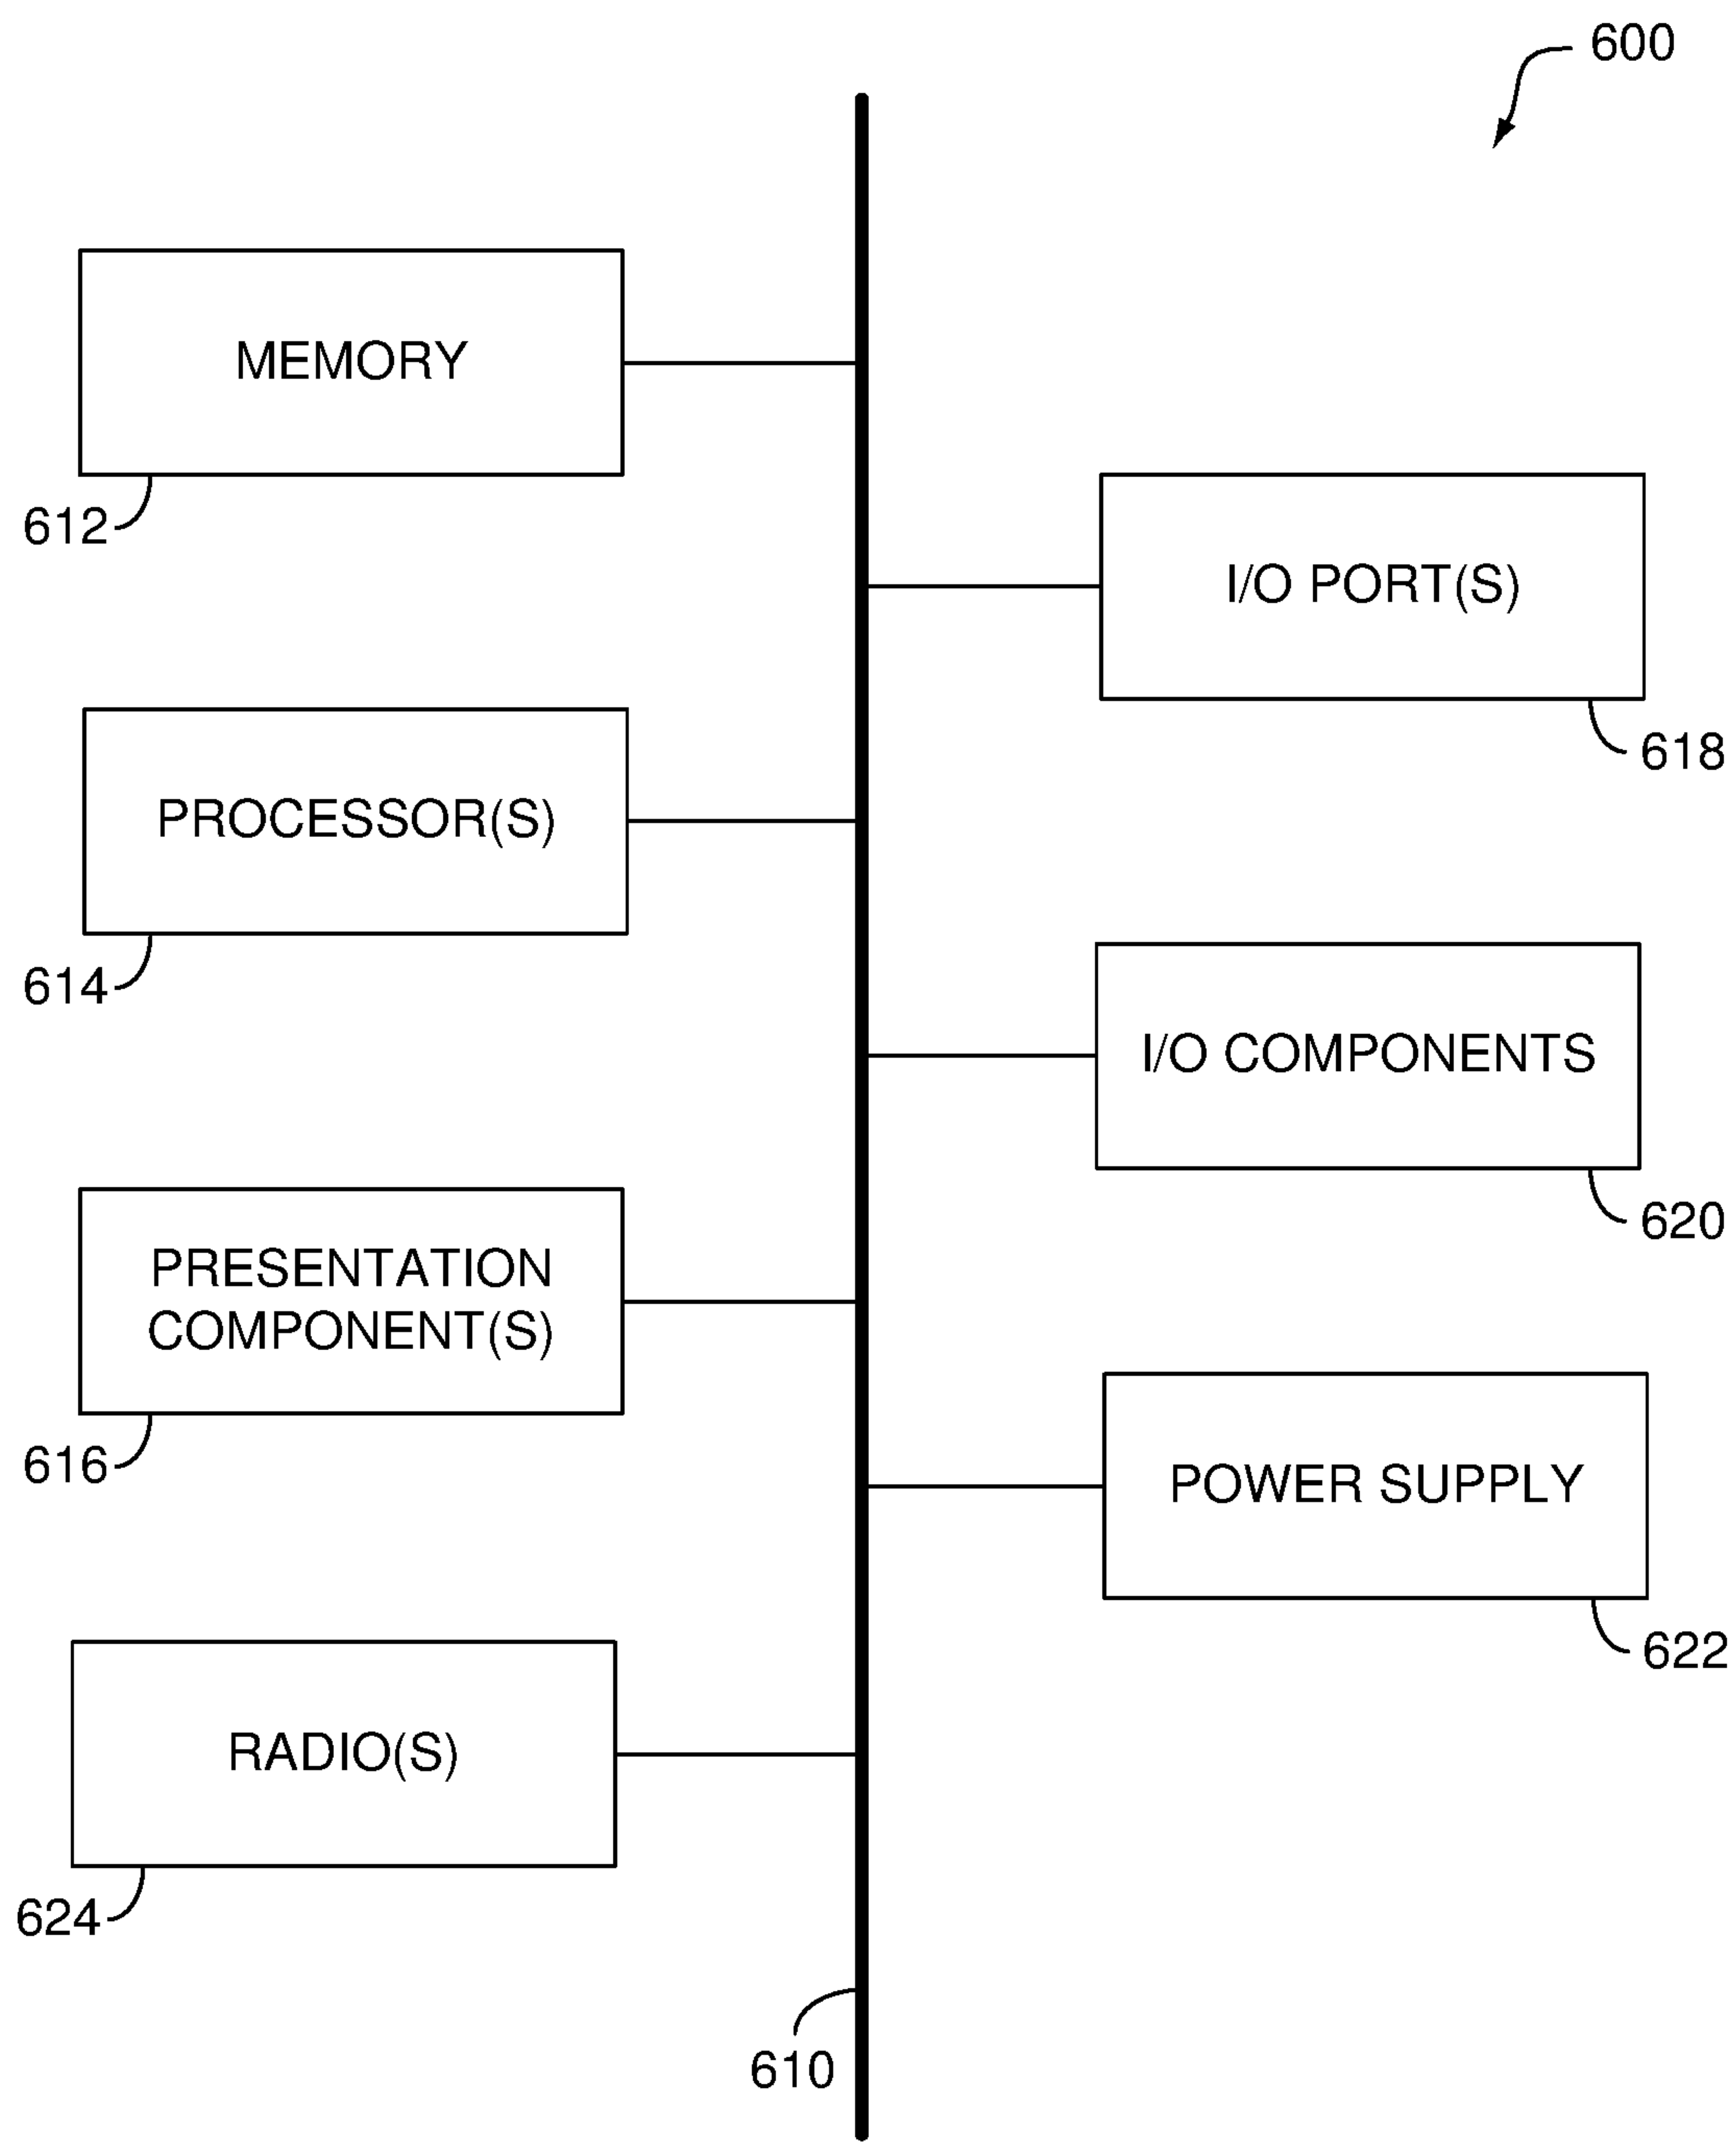 600
MEMORY
612
I/O PORT(S)
618
PROCESSOR(S)
614
I/O COMPONENTS
620
PRESENTATION
COMPONENT(S)
616
POWER SUPPLY
622
RADIO(S)
624
610